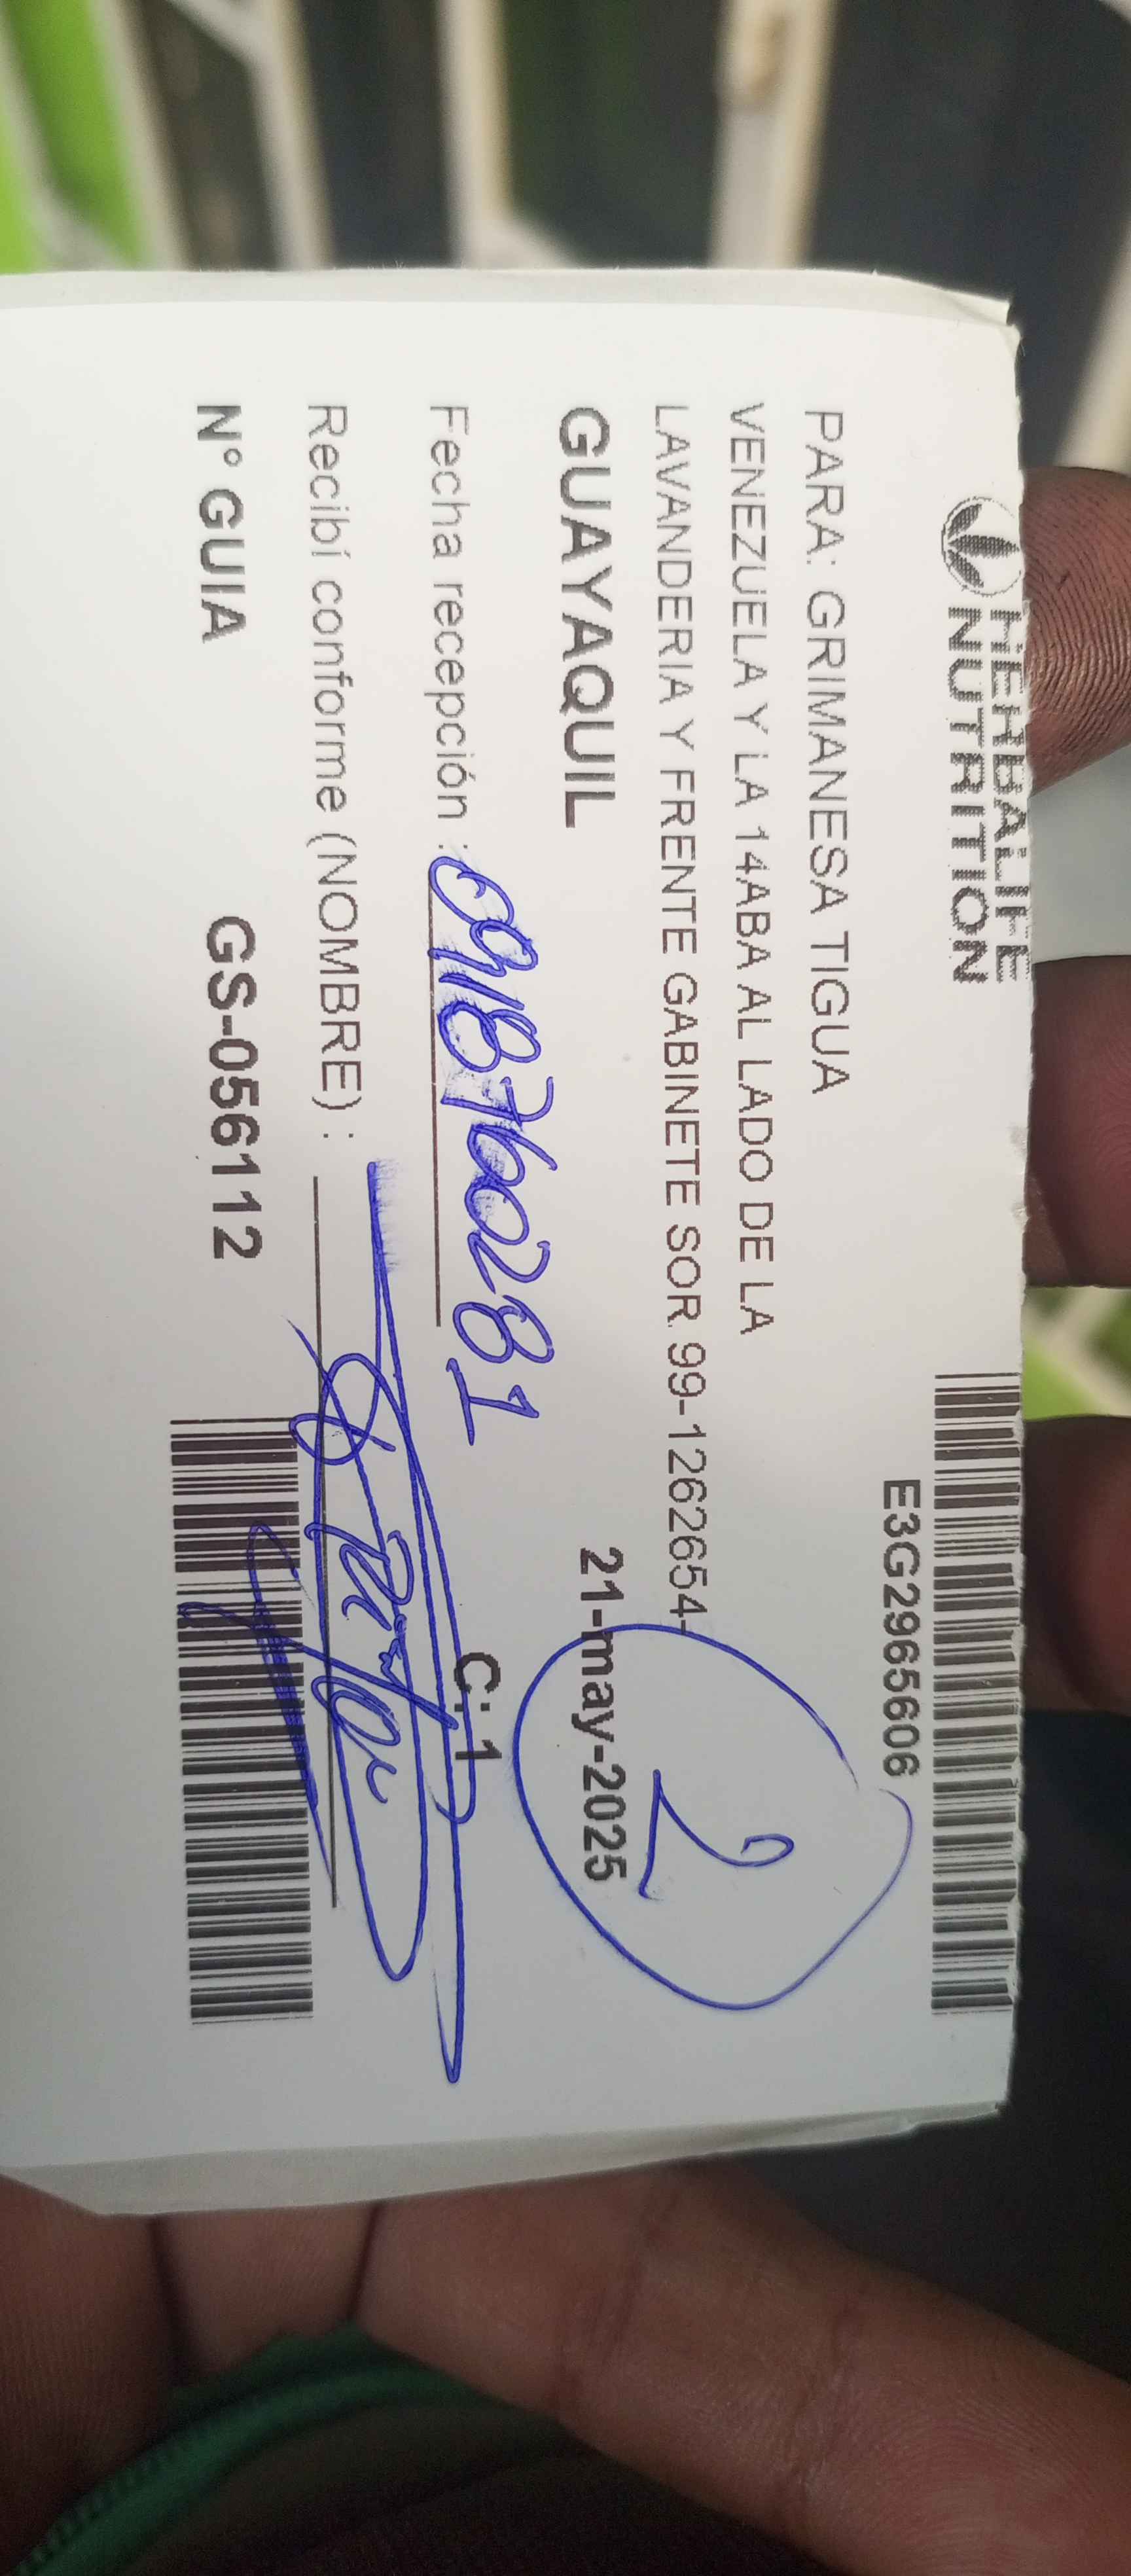 HERBALIFE
NUTRITION
E3G2965606
PARA: GRIMANESA TIGUA
VENEZUELA Y LA 14ABA AL LADO DE LA
LAVANDERIA Y FRENTE GABINETE SOR. 99-126254-
2
GUAYAQUIL 21-may-2025
Fecha recepción : 0918760281
C: 1
Recibí conforme (NOMBRE) :
N° GUIA GS-056112